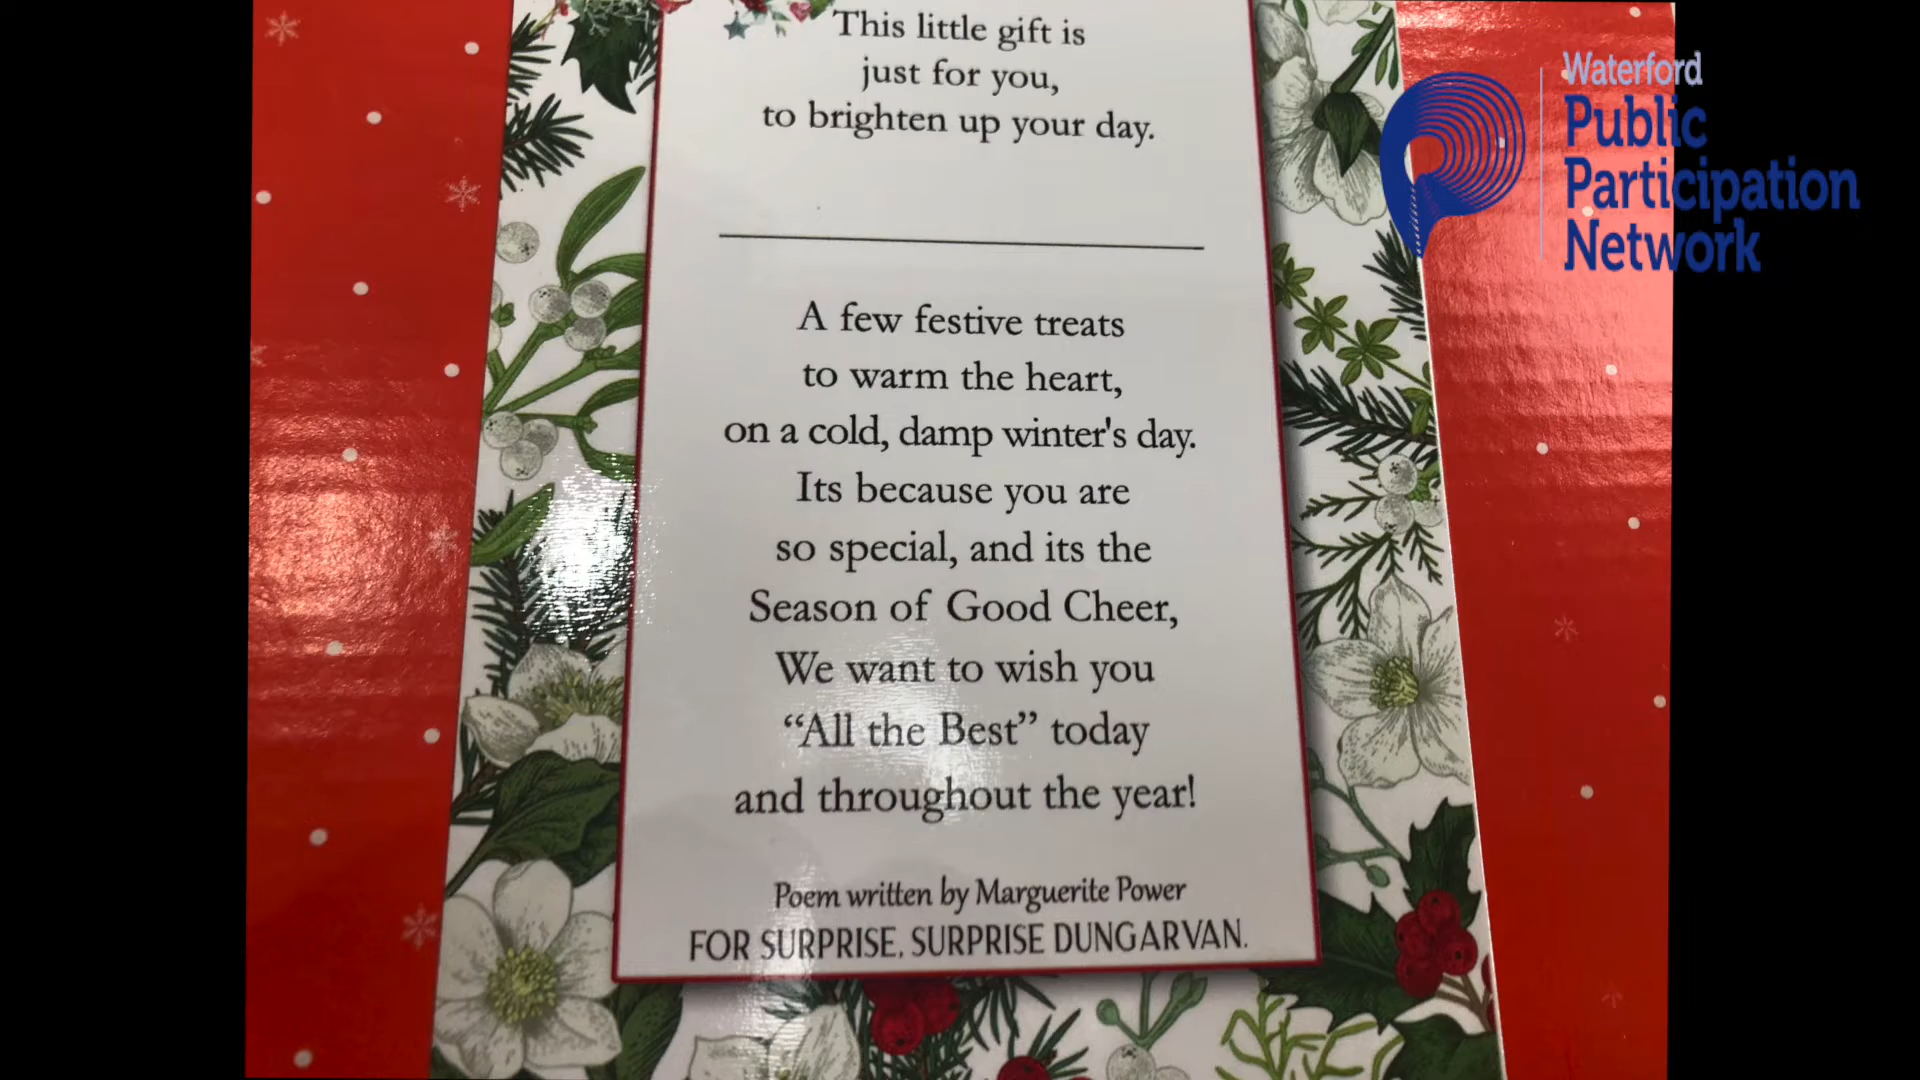 This little gift is
just for you,
to brighten up your day.
A few festive treats
to warm the heart,
on a cold, damp winter's day.
Its because you are
so special, and its the
Season of Good Cheer,
We want to wish you
“All the Best” today
and throughout the year!
Poem written by Marguerite Power
FOR SURPRISE, SURPRISE DUNGARVAN.
Waterford
Public
Participation
Network